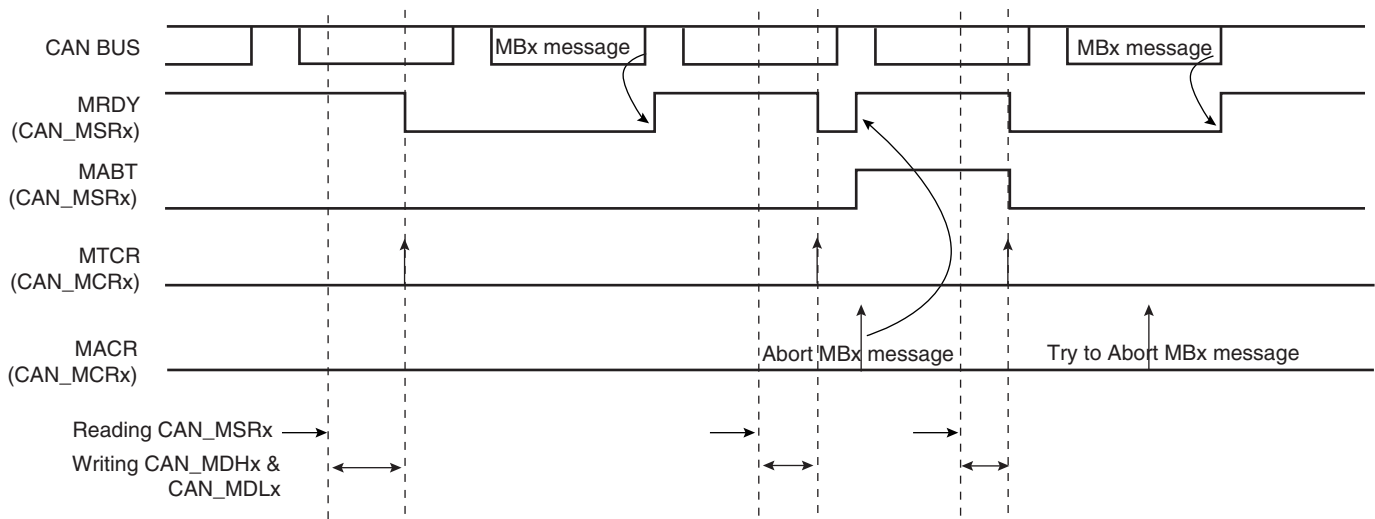 CAN BUS
MBx message
MBx message
MRDY
(CAN_MSRx)
MABT
(CAN_MSRx)
MTCR
(CAN_MCRx)
MACR
(CAN_MCRx)
Abort MBx message
Try to Abort MBx message
Reading CAN_MSRx
Writing CAN_MDHx &
CAN_MDLx